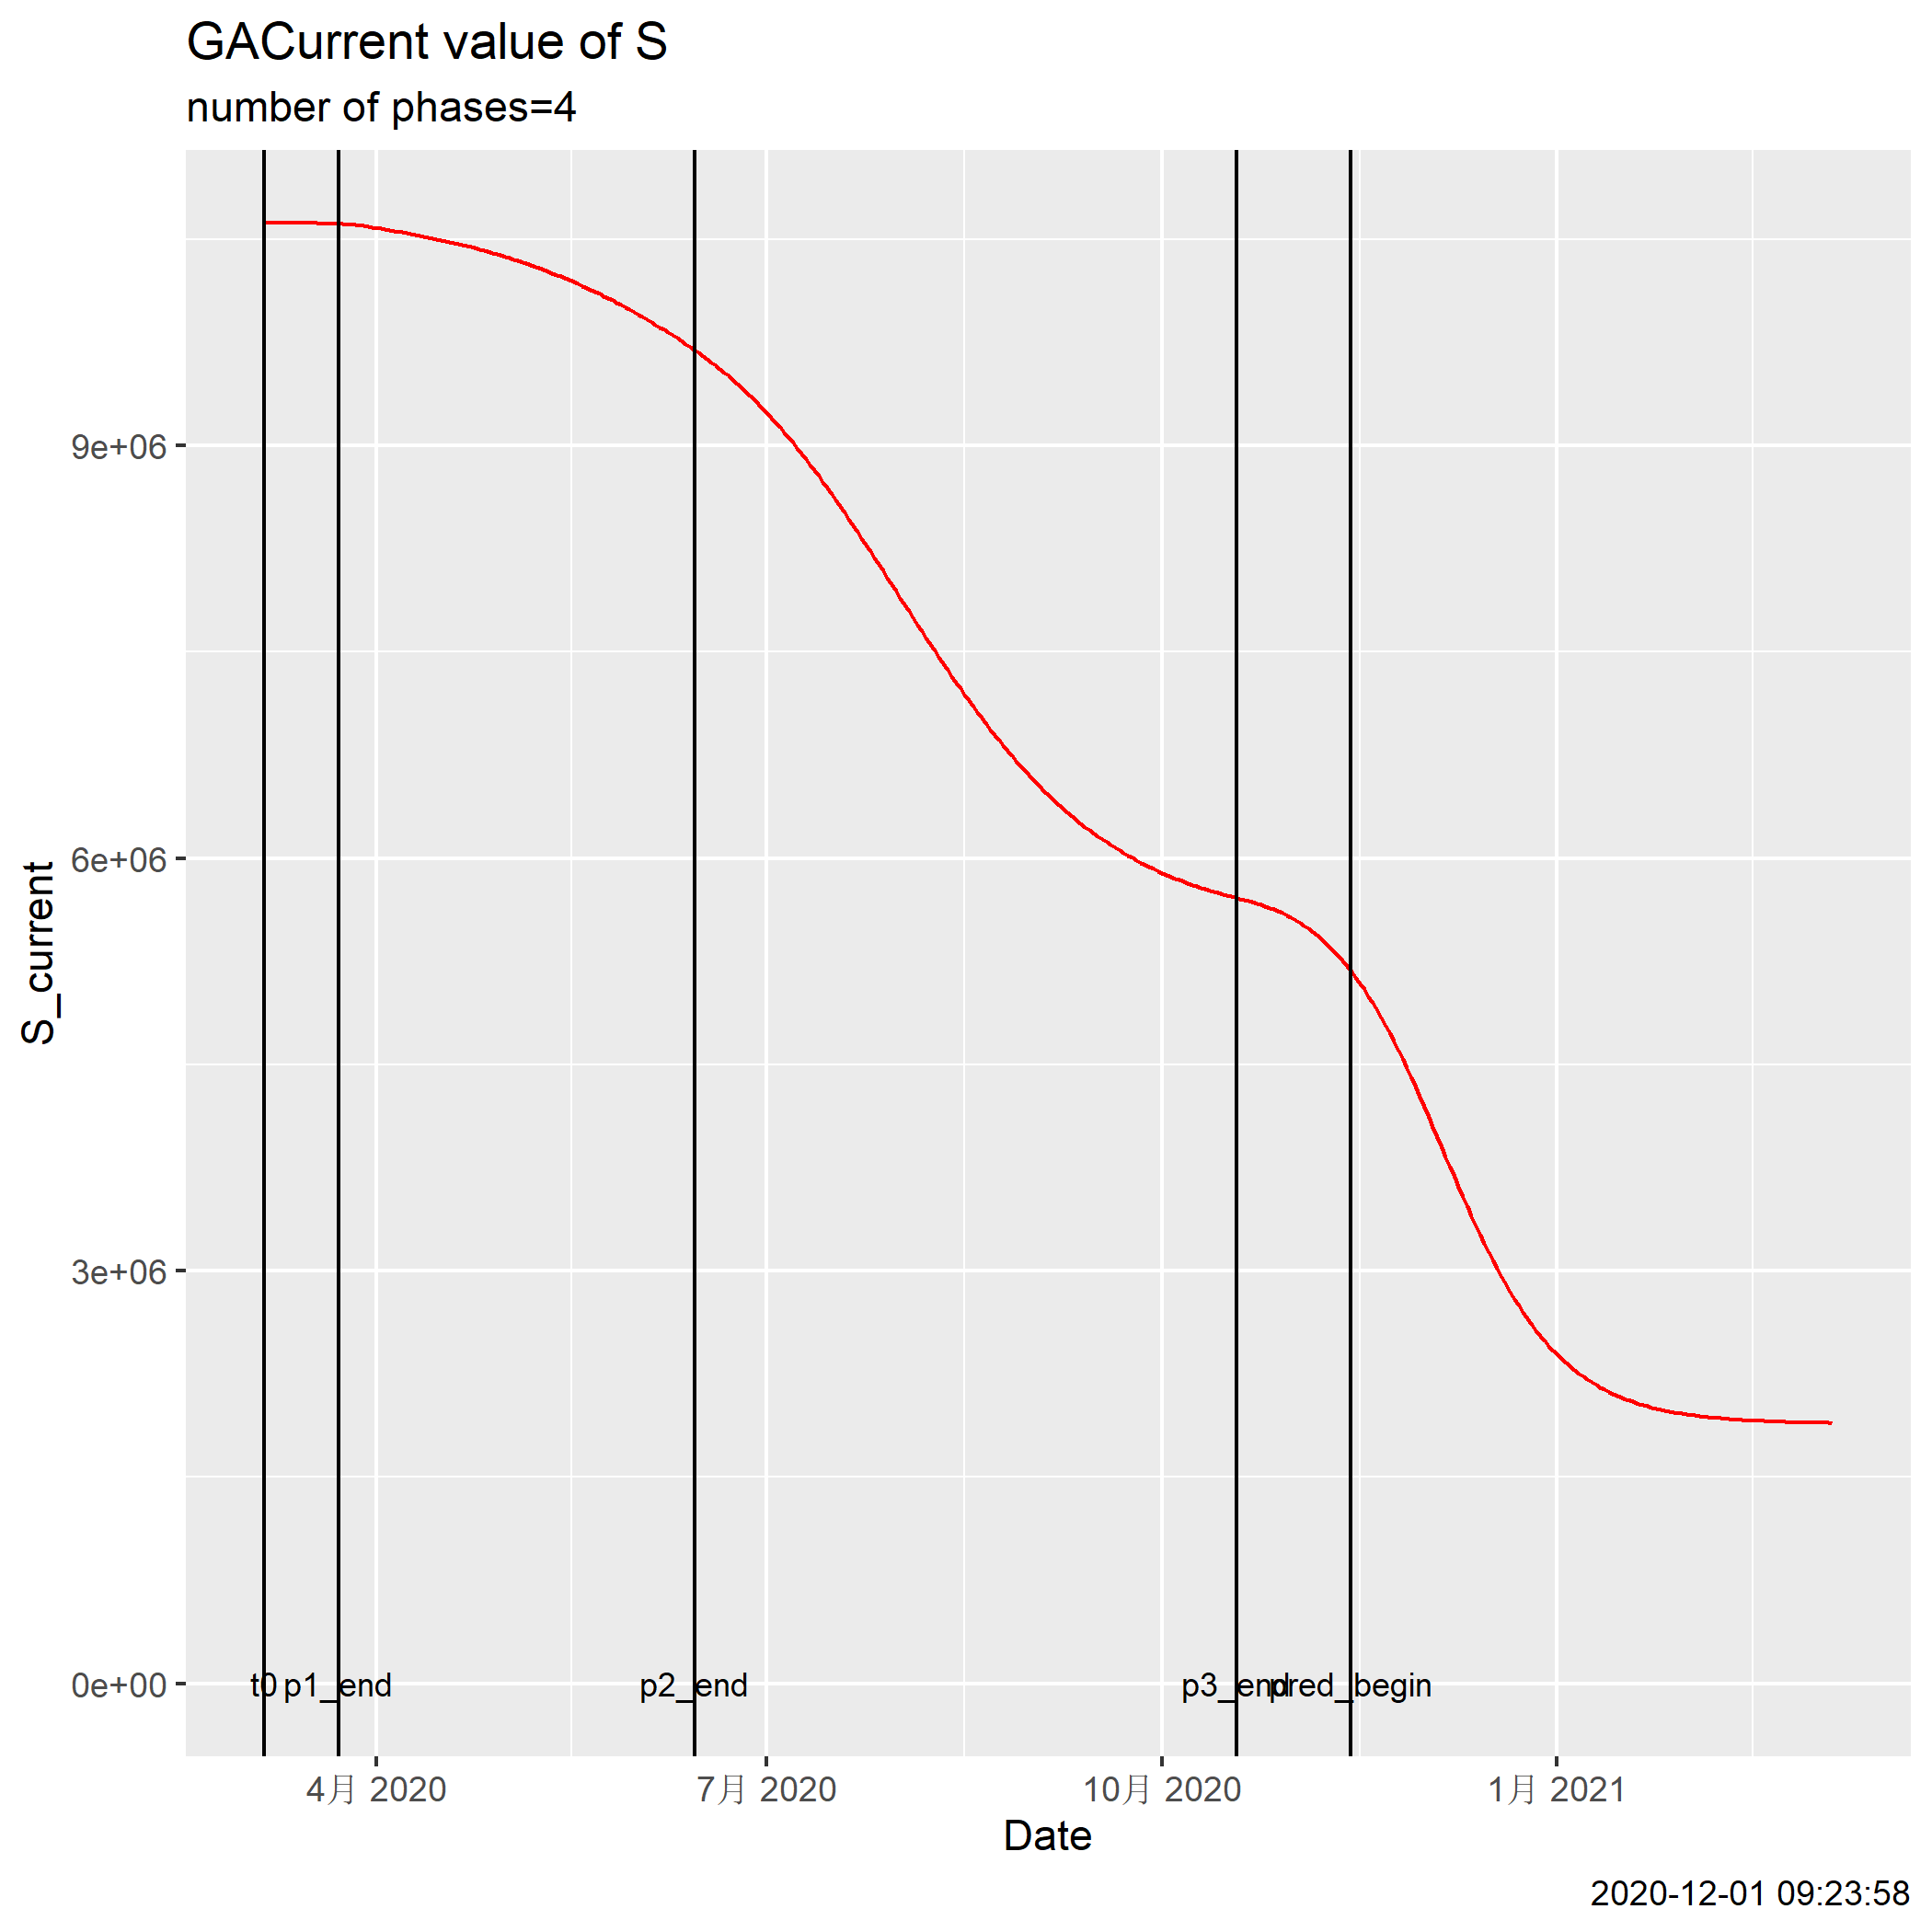 GACurrent value of S
number of phases=4
S_current
9e+06
6e+06
3e+06
0e+00
t0 p1_end p2_end p3_end pred_begin
4月 2020 7月 2020 10月 2020 1月 2021
Date
2020-12-01 09:23:58